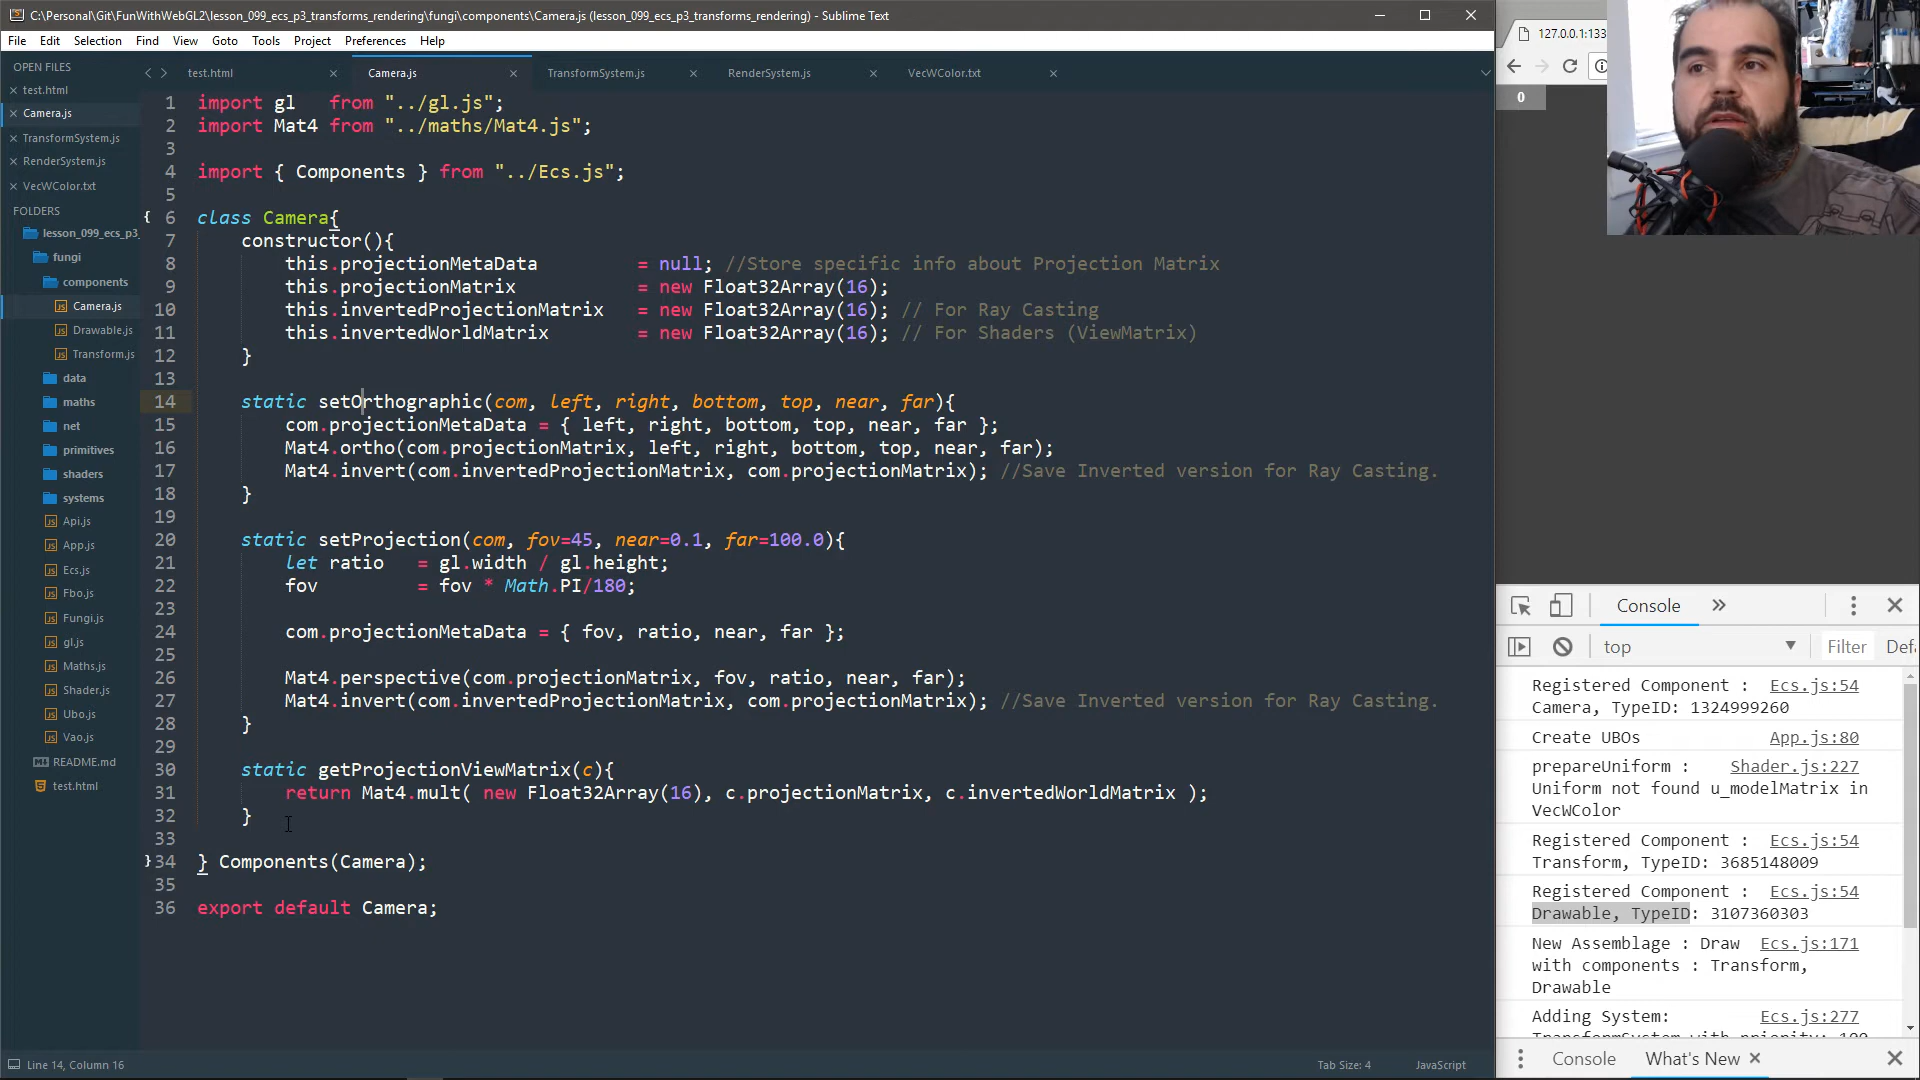 C:\Personal\Git\FunWithWebGL2\lesson_099_ecs_p3_transforms_rendering\fungi\components\Camera.js (lesson_099_ecs_p3_transforms_rendering) - Sublime Text
File Edit Selection Find View Goto Tools Project Preferences Help
OPEN FILES
test.html
Camera.js
TransformSystem.js
RenderSystem.js
VecWColor.txt
FOLDERS
lesson_099_ecs_p3_
fungi
components
Camera.js
Drawable.js
Transform.js
data
maths
net
primitives
shaders
systems
Api.js
App.js
Ecs.js
Fbo.js
Fungi.js
gl.js
Maths.js
Shader.js
Ubo.js
Vao.js
README.md
test.html
test.html Camera.js TransformSystem.js RenderSystem.js VecWColor.txt
1 import gl   from "../gl.js";
2 import Mat4 from "../maths/Mat4.js";
3
4 import { Components } from "../Ecs.js";
5
6 class Camera{
7 constructor(){
8 this.projectionMetaData = null; //Store specific info about Projection Matrix
9 this.projectionMatrix = new Float32Array(16);
10 this.invertedProjectionMatrix = new Float32Array(16); // For Ray Casting
11 this.invertedWorldMatrix = new Float32Array(16); // For Shaders (ViewMatrix)
12 }
13
14 static setOrthographic(com, left, right, bottom, top, near, far){
15 com.projectionMetaData = { left, right, bottom, top, near, far };
16 Mat4.ortho(com.projectionMatrix, left, right, bottom, top, near, far);
17 Mat4.invert(com.invertedProjectionMatrix, com.projectionMatrix); //Save Inverted version for Ray Casting.
18 }
19
20 static setProjection(com, fov=45, near=0.1, far=100.0){
21 let ratio = gl.width / gl.height;
22 fov = fov * Math.PI/180;
23
24 com.projectionMetaData = { fov, ratio, near, far };
25
26 Mat4.perspective(com.projectionMatrix, fov, ratio, near, far);
27 Mat4.invert(com.invertedProjectionMatrix, com.projectionMatrix); //Save Inverted version for Ray Casting.
28 }
29
30 static getProjectionViewMatrix(c){
31 return Mat4.mult( new Float32Array(16), c.projectionMatrix, c.invertedWorldMatrix );
32 }
33
34 } Components(Camera);
35
36 export default Camera;
Line 14, Column 16
Tab Size: 4 JavaScript
127.0.0.1:133
0
Console »
top Filter Defa
Registered Component : Ecs.js:54
Camera, TypeID: 1324999260
Create UBOs App.js:80
prepareUniform : Shader.js:227
Uniform not found u_modelMatrix in
VecWColor
Registered Component : Ecs.js:54
Transform, TypeID: 3685148009
Registered Component : Ecs.js:54
Drawable, TypeID: 3107360303
New Assemblage : Draw Ecs.js:171
with components : Transform,
Drawable
Adding System: Ecs.js:277
TransformSystem with priority: 100
Console What's New